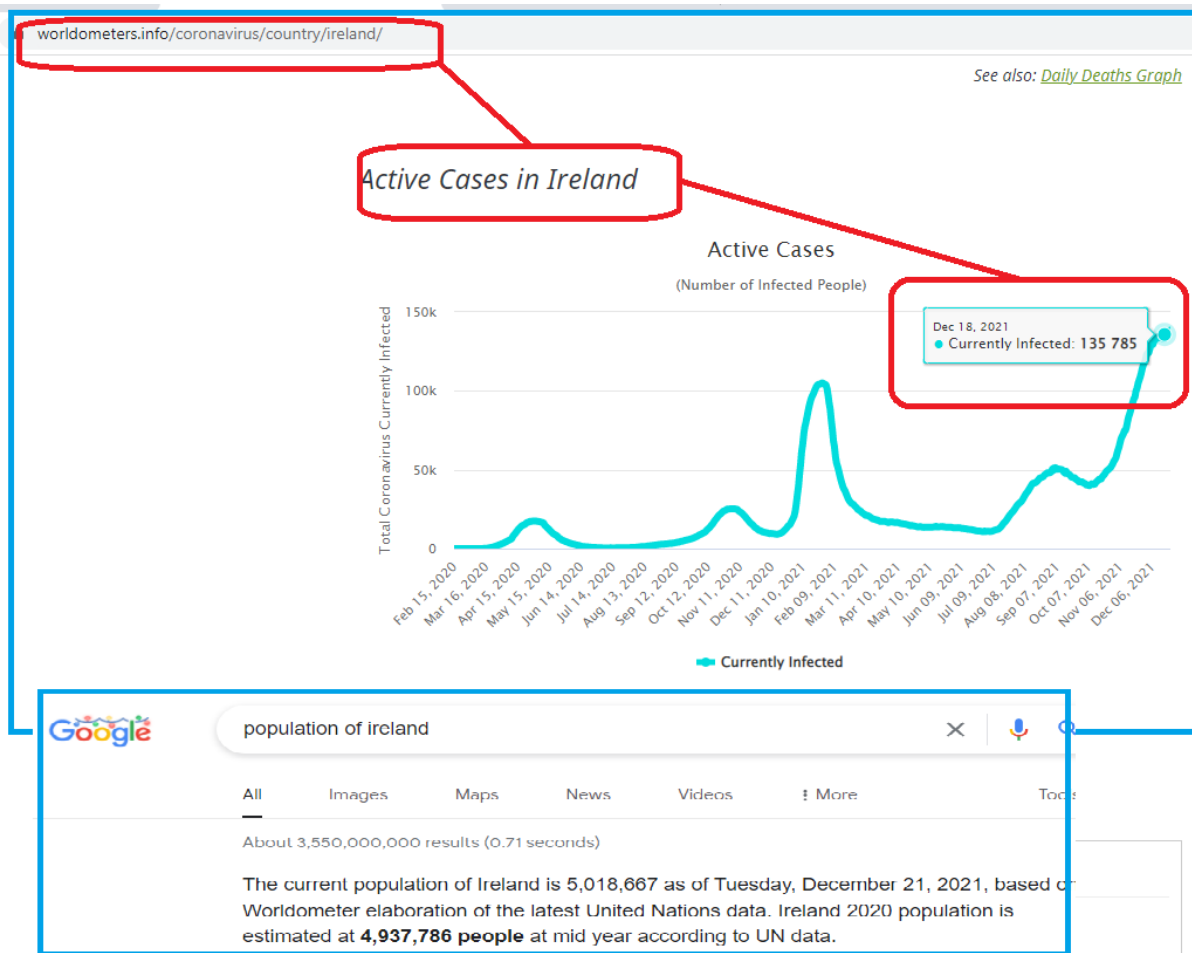 worldometers.info/coronavirus/country/ireland/
See also: Daily Deaths Graph
Active Cases in Ireland
Active Cases
(Number of Infected People)
Total Coronavirus Currently Infected
150k
100k
50k
0
Dec 18, 2021
Currently Infected: 135 785
Feb 15, 2020
Mar 16, 2020
Apr 15, 2020
May 15, 2020
Jun 14, 2020
Jul 14, 2020
Aug 13, 2020
Sep 12, 2020
Oct 12, 2020
Nov 11, 2020
Dec 11, 2020
Jan 10, 2021
Feb 09, 2021
Mar 11, 2021
Apr 10, 2021
May 10, 2021
Jun 09, 2021
Jul 09, 2021
Aug 08, 2021
Sep 07, 2021
Oct 07, 2021
Nov 06, 2021
Dec 06, 2021
Currently Infected
Google
population of ireland
All Images Maps News Videos More Tools
About 3,550,000,000 results (0.71 seconds)
The current population of Ireland is 5,018,667 as of Tuesday, December 21, 2021, based
Worldometer elaboration of the latest United Nations data. Ireland 2020 population is
estimated at 4,937,786 people at mid year according to UN data.